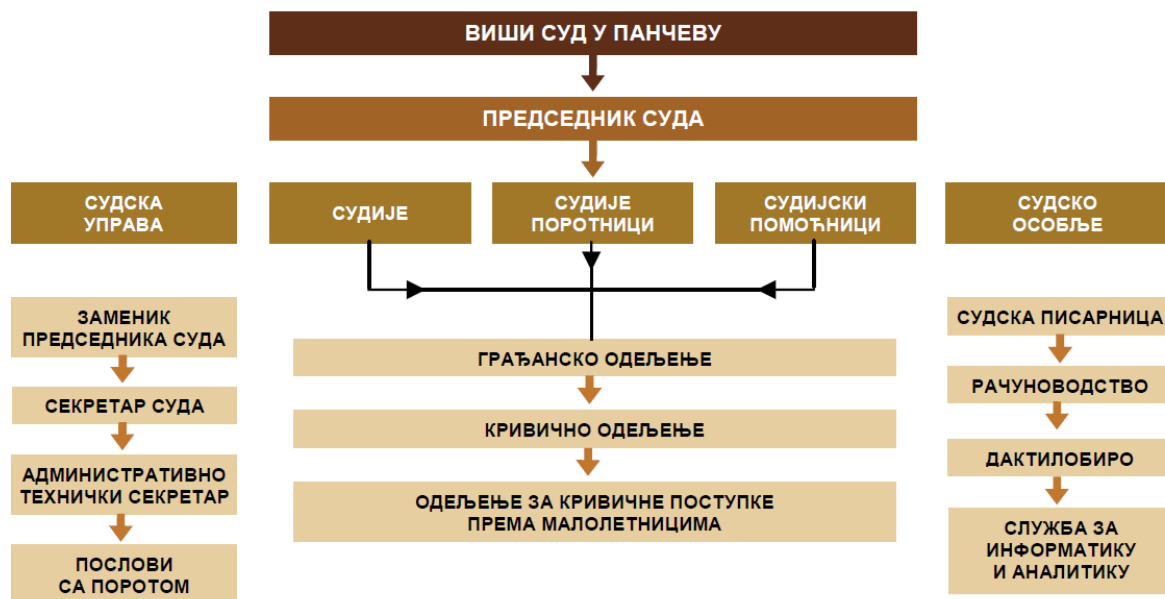 ВИШИ СУД У ПАНЧЕВУ
ПРЕДСЕДНИК СУДА
СУДСКА
УПРАВА
СУДИЈЕ
СУДИЈЕ
ПОРОТНИЦИ
СУДИЈСКИ
ПОМОЋНИЦИ
СУДСКО
ОСОБЉЕ
ЗАМЕНИК
ПРЕДСЕДНИКА СУДА
СЕКРЕТАР СУДА
АДМИНИСТРАТИВНО
ТЕХНИЧКИ СЕКРЕТАР
ПОСЛОВИ
СА ПОРОТОМ
ГРАЂАНСКО ОДЕЉЕЊЕ
КРИВИЧНО ОДЕЉЕЊЕ
ОДЕЉЕЊЕ ЗА КРИВИЧНЕ ПОСТУПКЕ
ПРЕМА МАЛОЛЕТНИЦИМА
СУДСКА ПИСАРНИЦА
РАЧУНОВОДСТВО
ДАКТИЛОБИРО
СЛУЖБА ЗА
ИНФОРМАТИКУ
И АНАЛИТИКУ